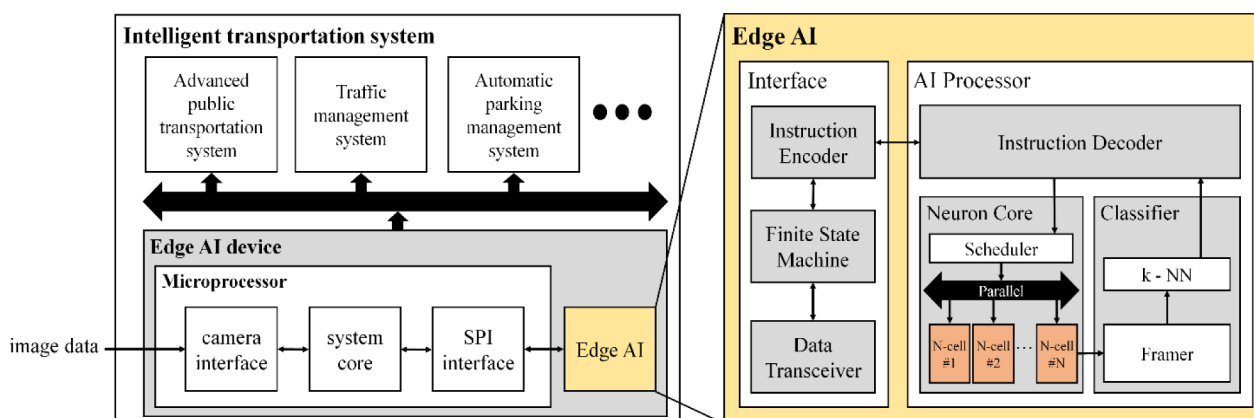 Intelligent transportation system
Advanced
public
transportation
system
Traffic
management
system
Automatic
parking
management
system
Edge AI device
Microprocessor
image data
camera
interface
system
core
SPI
interface
Edge AI
Edge AI
Interface
Instruction
Encoder
Finite State
Machine
Data
Transceiver
AI Processor
Instruction Decoder
Neuron Core
Scheduler
Parallel
N-cell
#1
N-cell
#2
...
N-cell
#N
Classifier
k - NN
Framer